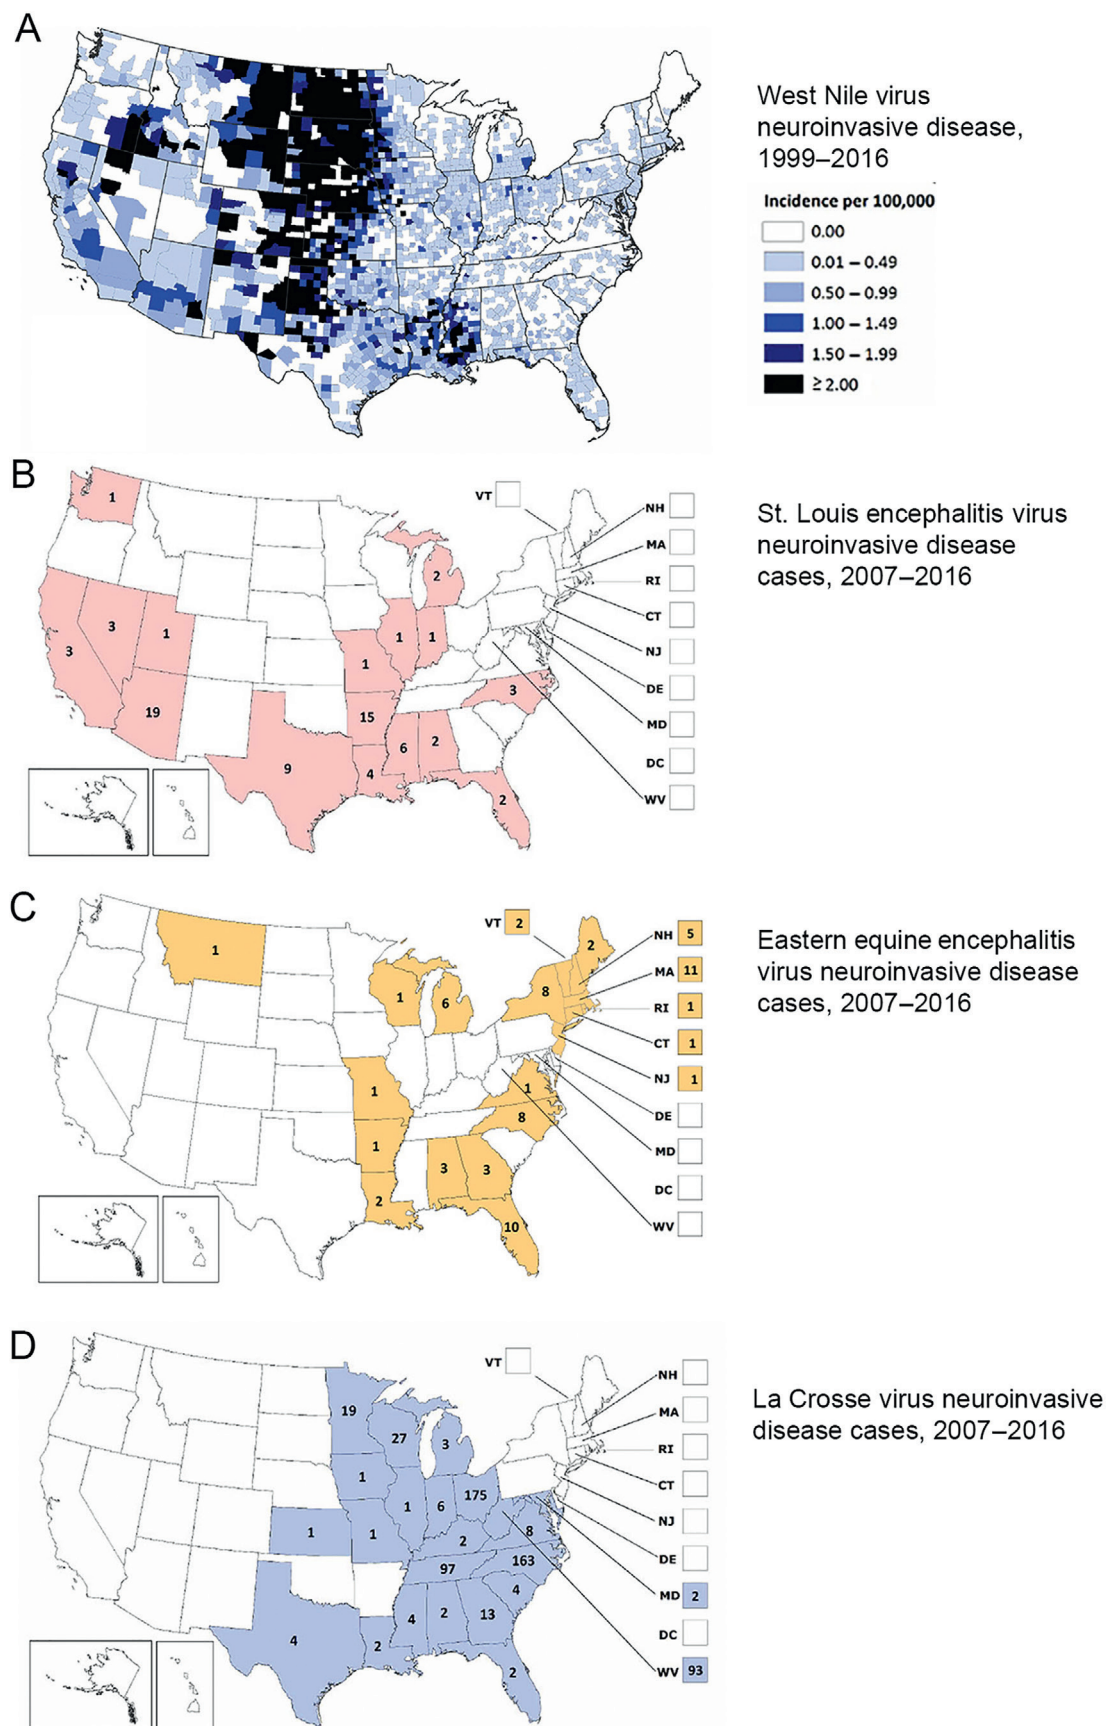 A
West Nile virus
neuroinvasive disease,
1999–2016
Incidence per 100,000
0.00
0.01 – 0.49
0.50 – 0.99
1.00 – 1.49
1.50 – 1.99
≥ 2.00
B
St. Louis encephalitis virus
neuroinvasive disease
cases, 2007–2016
1
VT
NH
MA
2
RI
CT
3
1
1
1
3
1
NJ
DE
19
3
15
MD
6
2
9
4
DC
2
WV
C
Eastern equine encephalitis
virus neuroinvasive disease
cases, 2007–2016
VT 2
NH 5
1
2
MA 11
1
6
8
RI 1
CT 1
NJ 1
1
1
DE
8
1
MD
3
3
DC
2
10
WV
D
La Crosse virus neuroinvasive
disease cases, 2007–2016
VT
NH
19
MA
27
3
RI
1
CT
175
1
6
NJ
1
1
8
2
DE
163
97
4
MD 2
4
2
13
DC
4
2
2
WV 93